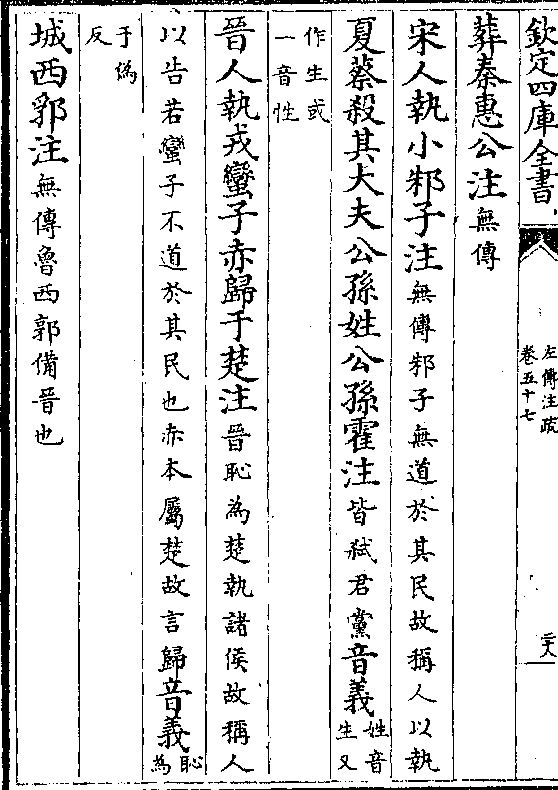 欽定四庫全書
左傳注疏
卷五十七
二八
葬秦惠公注無傳
宋人執小邾子注無傳邾子無道於其民故稱人以執
夏蔡殺其大夫公孫姓公孫霍注皆弑君黨音義姓音
生又
作生或
一音性
晉人執戎蠻子赤歸于楚注晉恥為楚執諸侯故稱人
以告若蠻子不道於其民也赤本屬楚故言歸音義恥
為
于偽
反
城西郛注無傳魯西郭備晉也